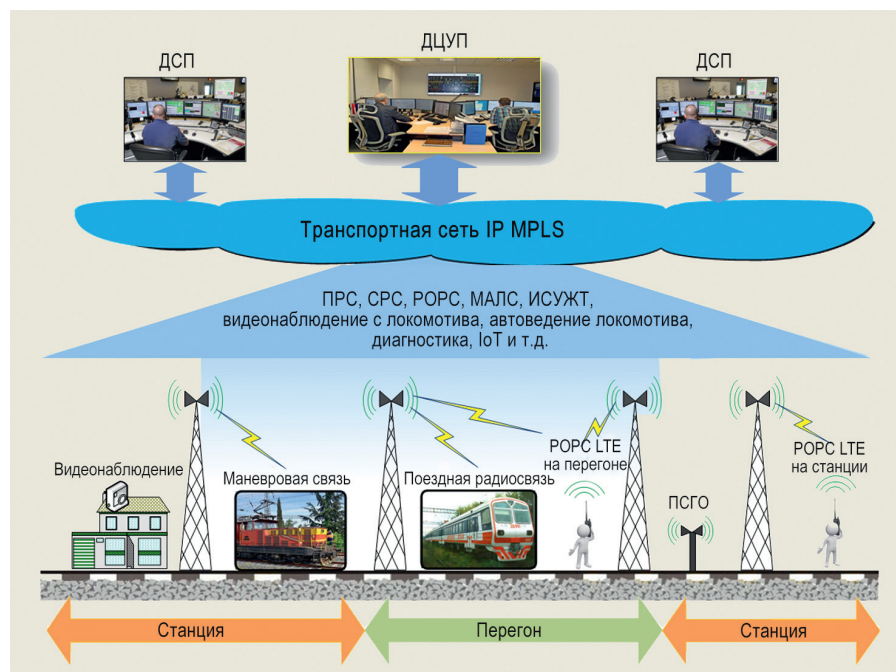 ДСП
ДЦУП
ДСП
Транспортная сеть IP MPLS
ПРС, СРС, РОРС, МАЛС, ИСУЖТ,
видеонаблюдение с локомотива, автоведение локомотива,
диагностика, IoT и т.д.
Видеонаблюдение
Маневровая связь
Поездная радиосвязь
РОРС LTE
на перегоне
ПСГО
РОРС LTE
на станции
Станция
Перегон
Станция